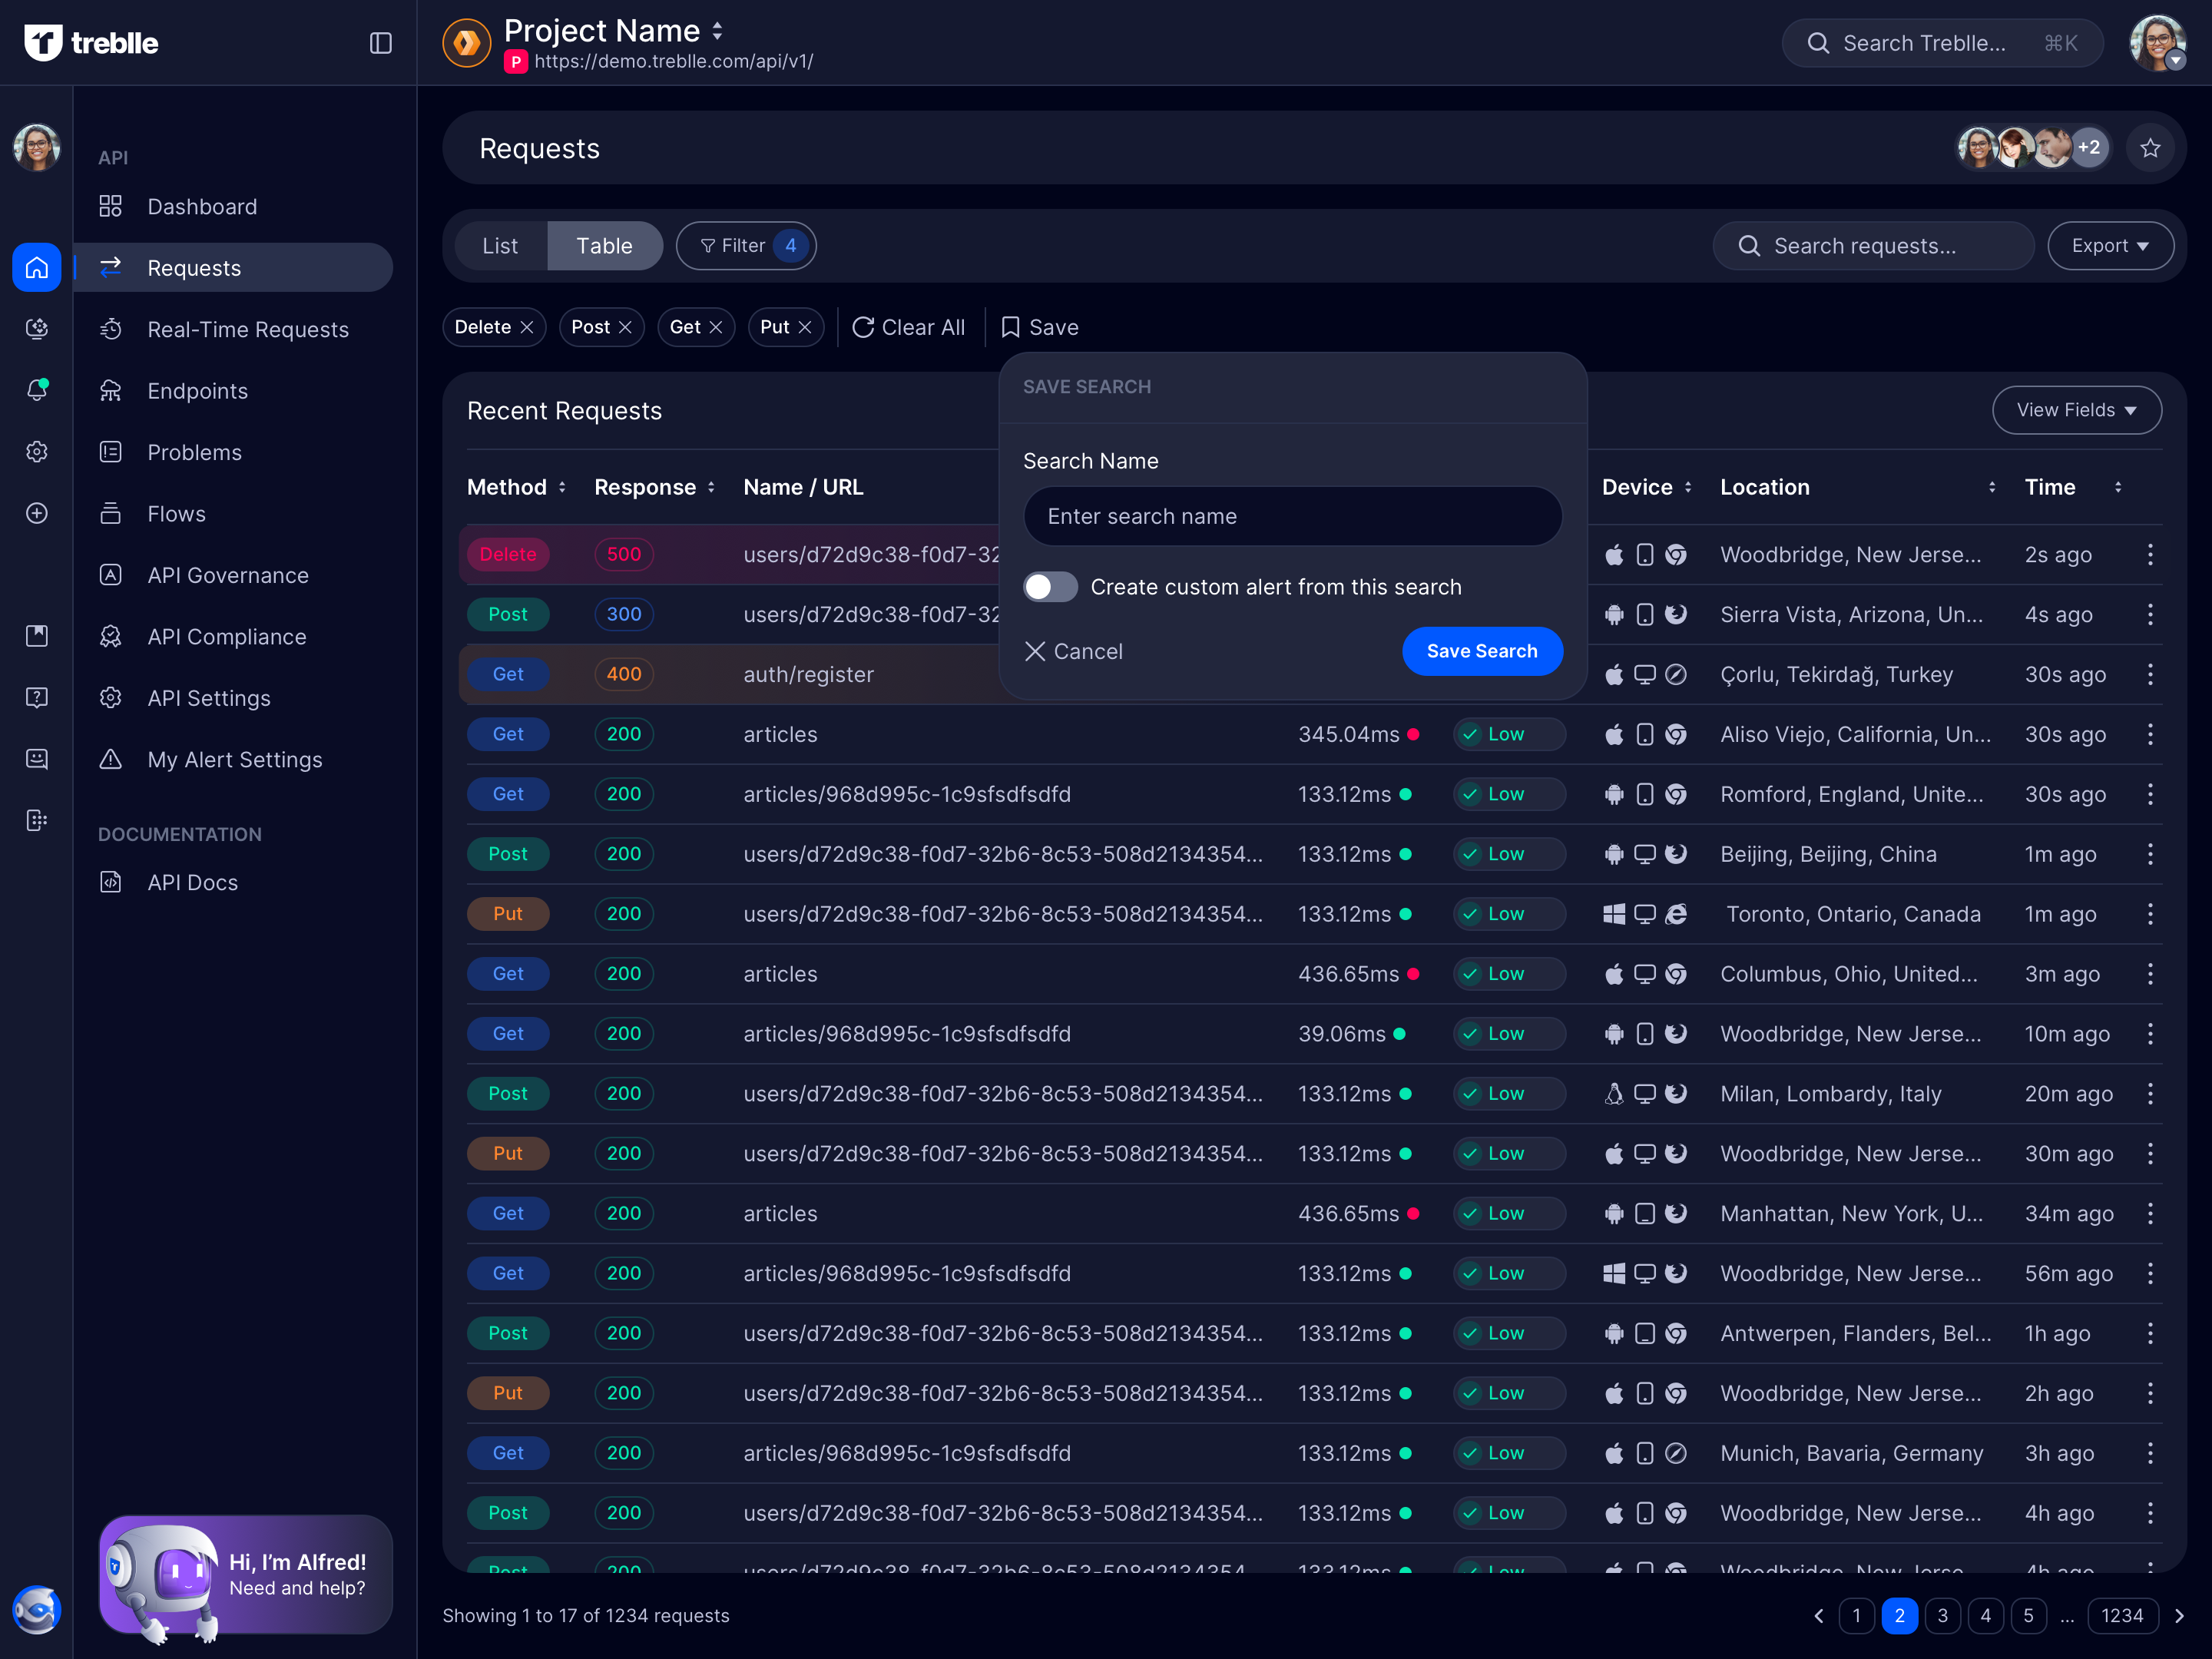 treblle
Project Name
P https://demo.treblle.com/api/v1/
Search Treblle... ⌘K
API
Dashboard
Requests
Real-Time Requests
Endpoints
Problems
Flows
API Governance
API Compliance
API Settings
My Alert Settings
DOCUMENTATION
API Docs
Hi, I'm Alfred!
Need and help?
Requests
+2
List Table Filter 4 Search requests... Export
Delete Post Get Put Clear All Save
SAVE SEARCH
Search Name
Enter search name
Create custom alert from this search
Cancel Save Search
Recent Requests View Fields
Method Response Name / URL Device Location Time
Delete 500 users/d72d9c38-f0d7-32 Woodbridge, New Jerse... 2s ago
Post 300 users/d72d9c38-f0d7-32 Sierra Vista, Arizona, Un... 4s ago
Get 400 auth/register Çorlu, Tekirdağ, Turkey 30s ago
Get 200 articles 345.04ms Low Aliso Viejo, California, Un... 30s ago
Get 200 articles/968d995c-1c9sfsdfsdfd 133.12ms Low Romford, England, Unite... 30s ago
Post 200 users/d72d9c38-f0d7-32b6-8c53-508d2134354... 133.12ms Low Beijing, Beijing, China 1m ago
Put 200 users/d72d9c38-f0d7-32b6-8c53-508d2134354... 133.12ms Low Toronto, Ontario, Canada 1m ago
Get 200 articles 436.65ms Low Columbus, Ohio, United... 3m ago
Get 200 articles/968d995c-1c9sfsdfsdfd 39.06ms Low Woodbridge, New Jerse... 10m ago
Post 200 users/d72d9c38-f0d7-32b6-8c53-508d2134354... 133.12ms Low Milan, Lombardy, Italy 20m ago
Put 200 users/d72d9c38-f0d7-32b6-8c53-508d2134354... 133.12ms Low Woodbridge, New Jerse... 30m ago
Get 200 articles 436.65ms Low Manhattan, New York, U... 34m ago
Get 200 articles/968d995c-1c9sfsdfsdfd 133.12ms Low Woodbridge, New Jerse... 56m ago
Post 200 users/d72d9c38-f0d7-32b6-8c53-508d2134354... 133.12ms Low Antwerpen, Flanders, Bel... 1h ago
Put 200 users/d72d9c38-f0d7-32b6-8c53-508d2134354... 133.12ms Low Woodbridge, New Jerse... 2h ago
Get 200 articles/968d995c-1c9sfsdfsdfd 133.12ms Low Munich, Bavaria, Germany 3h ago
Post 200 users/d72d9c38-f0d7-32b6-8c53-508d2134354... 133.12ms Low Woodbridge, New Jerse... 4h ago
Post 200 users/d72d9c38-f0d7-32b6-8c53-508d2134354... 133.12ms Low Woodbridge, New Jerse... 4h ago
Showing 1 to 17 of 1234 requests
1 2 3 4 5 ... 1234